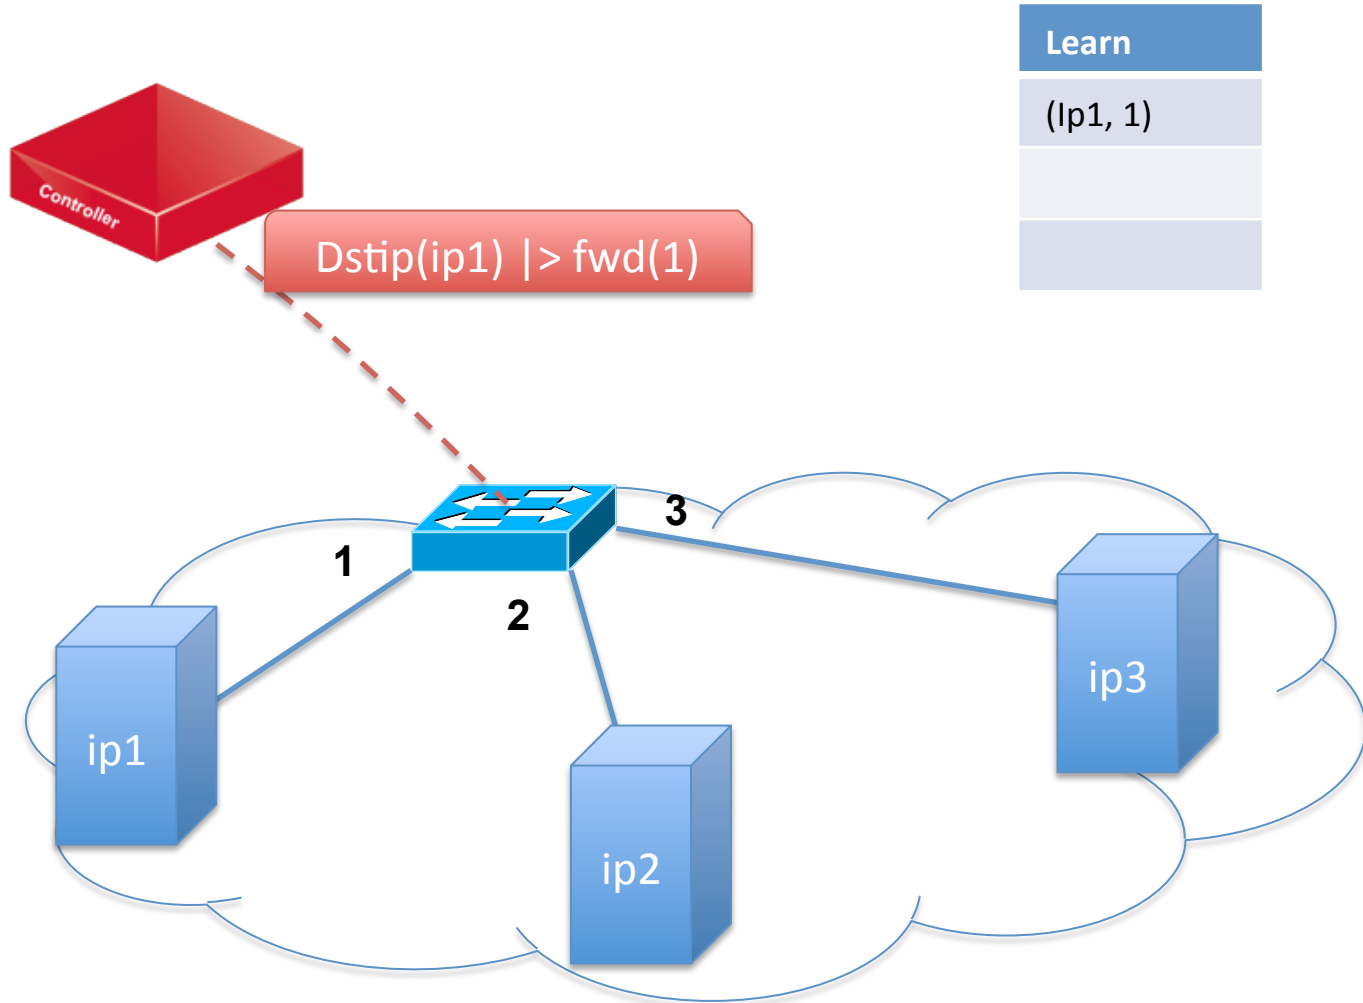 Learn
(Ip1, 1)
Controller
Dstip(ip1) |> fwd(1)
3
1
2
ip3
ip1
ip2